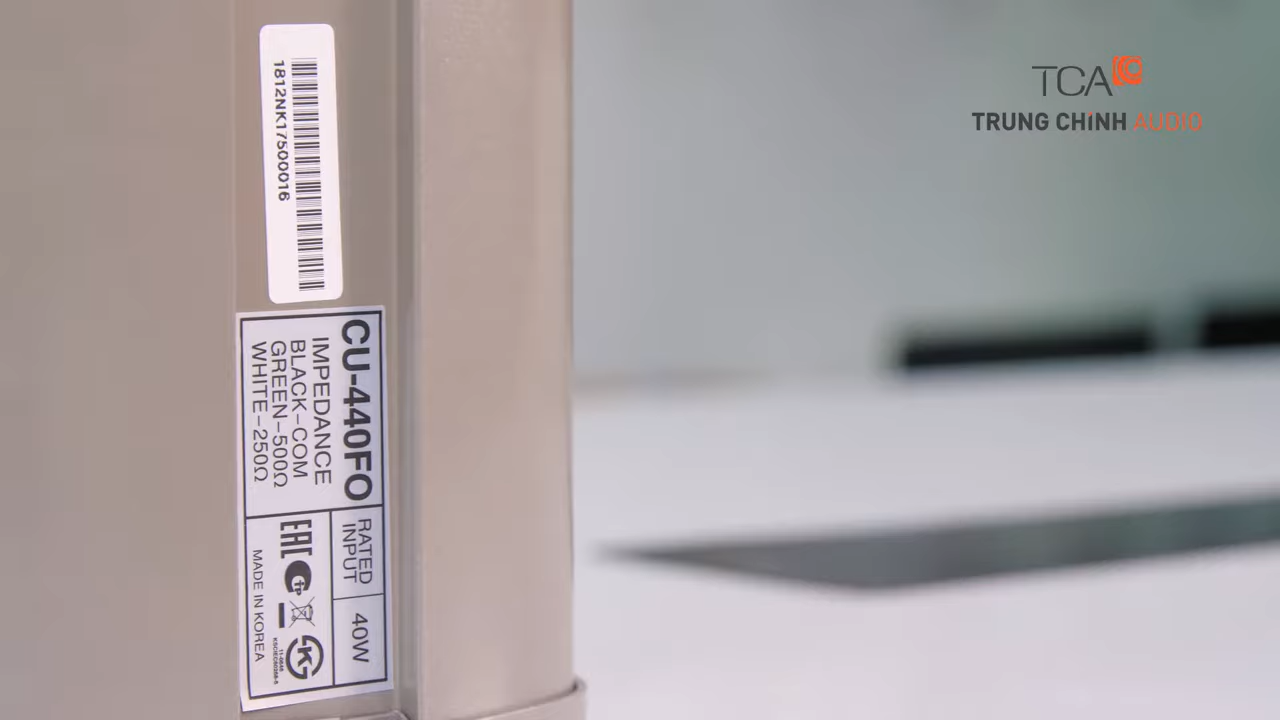 TCA
TRUNG CHÍNH AUDIO
1812NK17500016
CU-440FO
IMPEDANCE
BLACK-COM
GREEN-500Ω
WHITE-250Ω
RATED
INPUT
40W
EAC
MADE IN KOREA